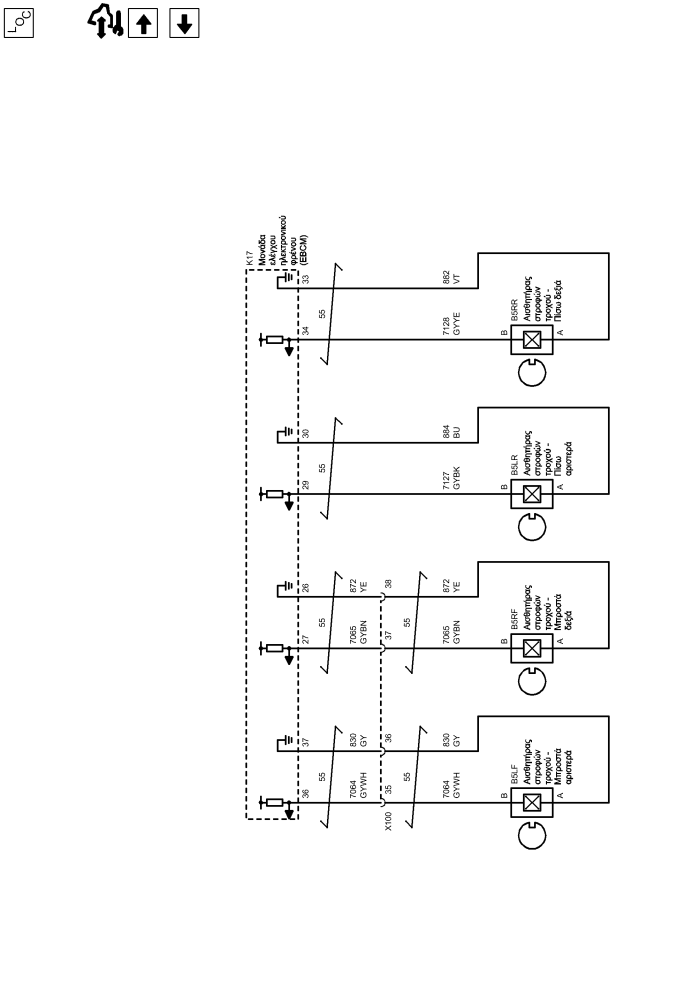 LOC
K17
Μονάδα
ελέγχου
ηλεκτρονικού
φρένου
(EBCM)
33
34
55
882
VT
7128
GYYE
B5RR
Αισθητήρας
στροφών
τροχού -
Πίσω δεξιά
B
A
30
29
55
884
BU
7127
GYBK
B5LR
Αισθητήρας
στροφών
τροχού -
Πίσω
αριστερά
B
A
26
27
55
872
YE
7065
GYBN
38
37
55
872
YE
7065
GYBN
B5RF
Αισθητήρας
στροφών
τροχού -
Μπροστά
δεξιά
B
A
37
36
55
830
GY
7064
GYWH
36
35
X100
55
830
GY
7064
GYWH
B5LF
Αισθητήρας
στροφών
τροχού -
Μπροστά
αριστερά
B
A